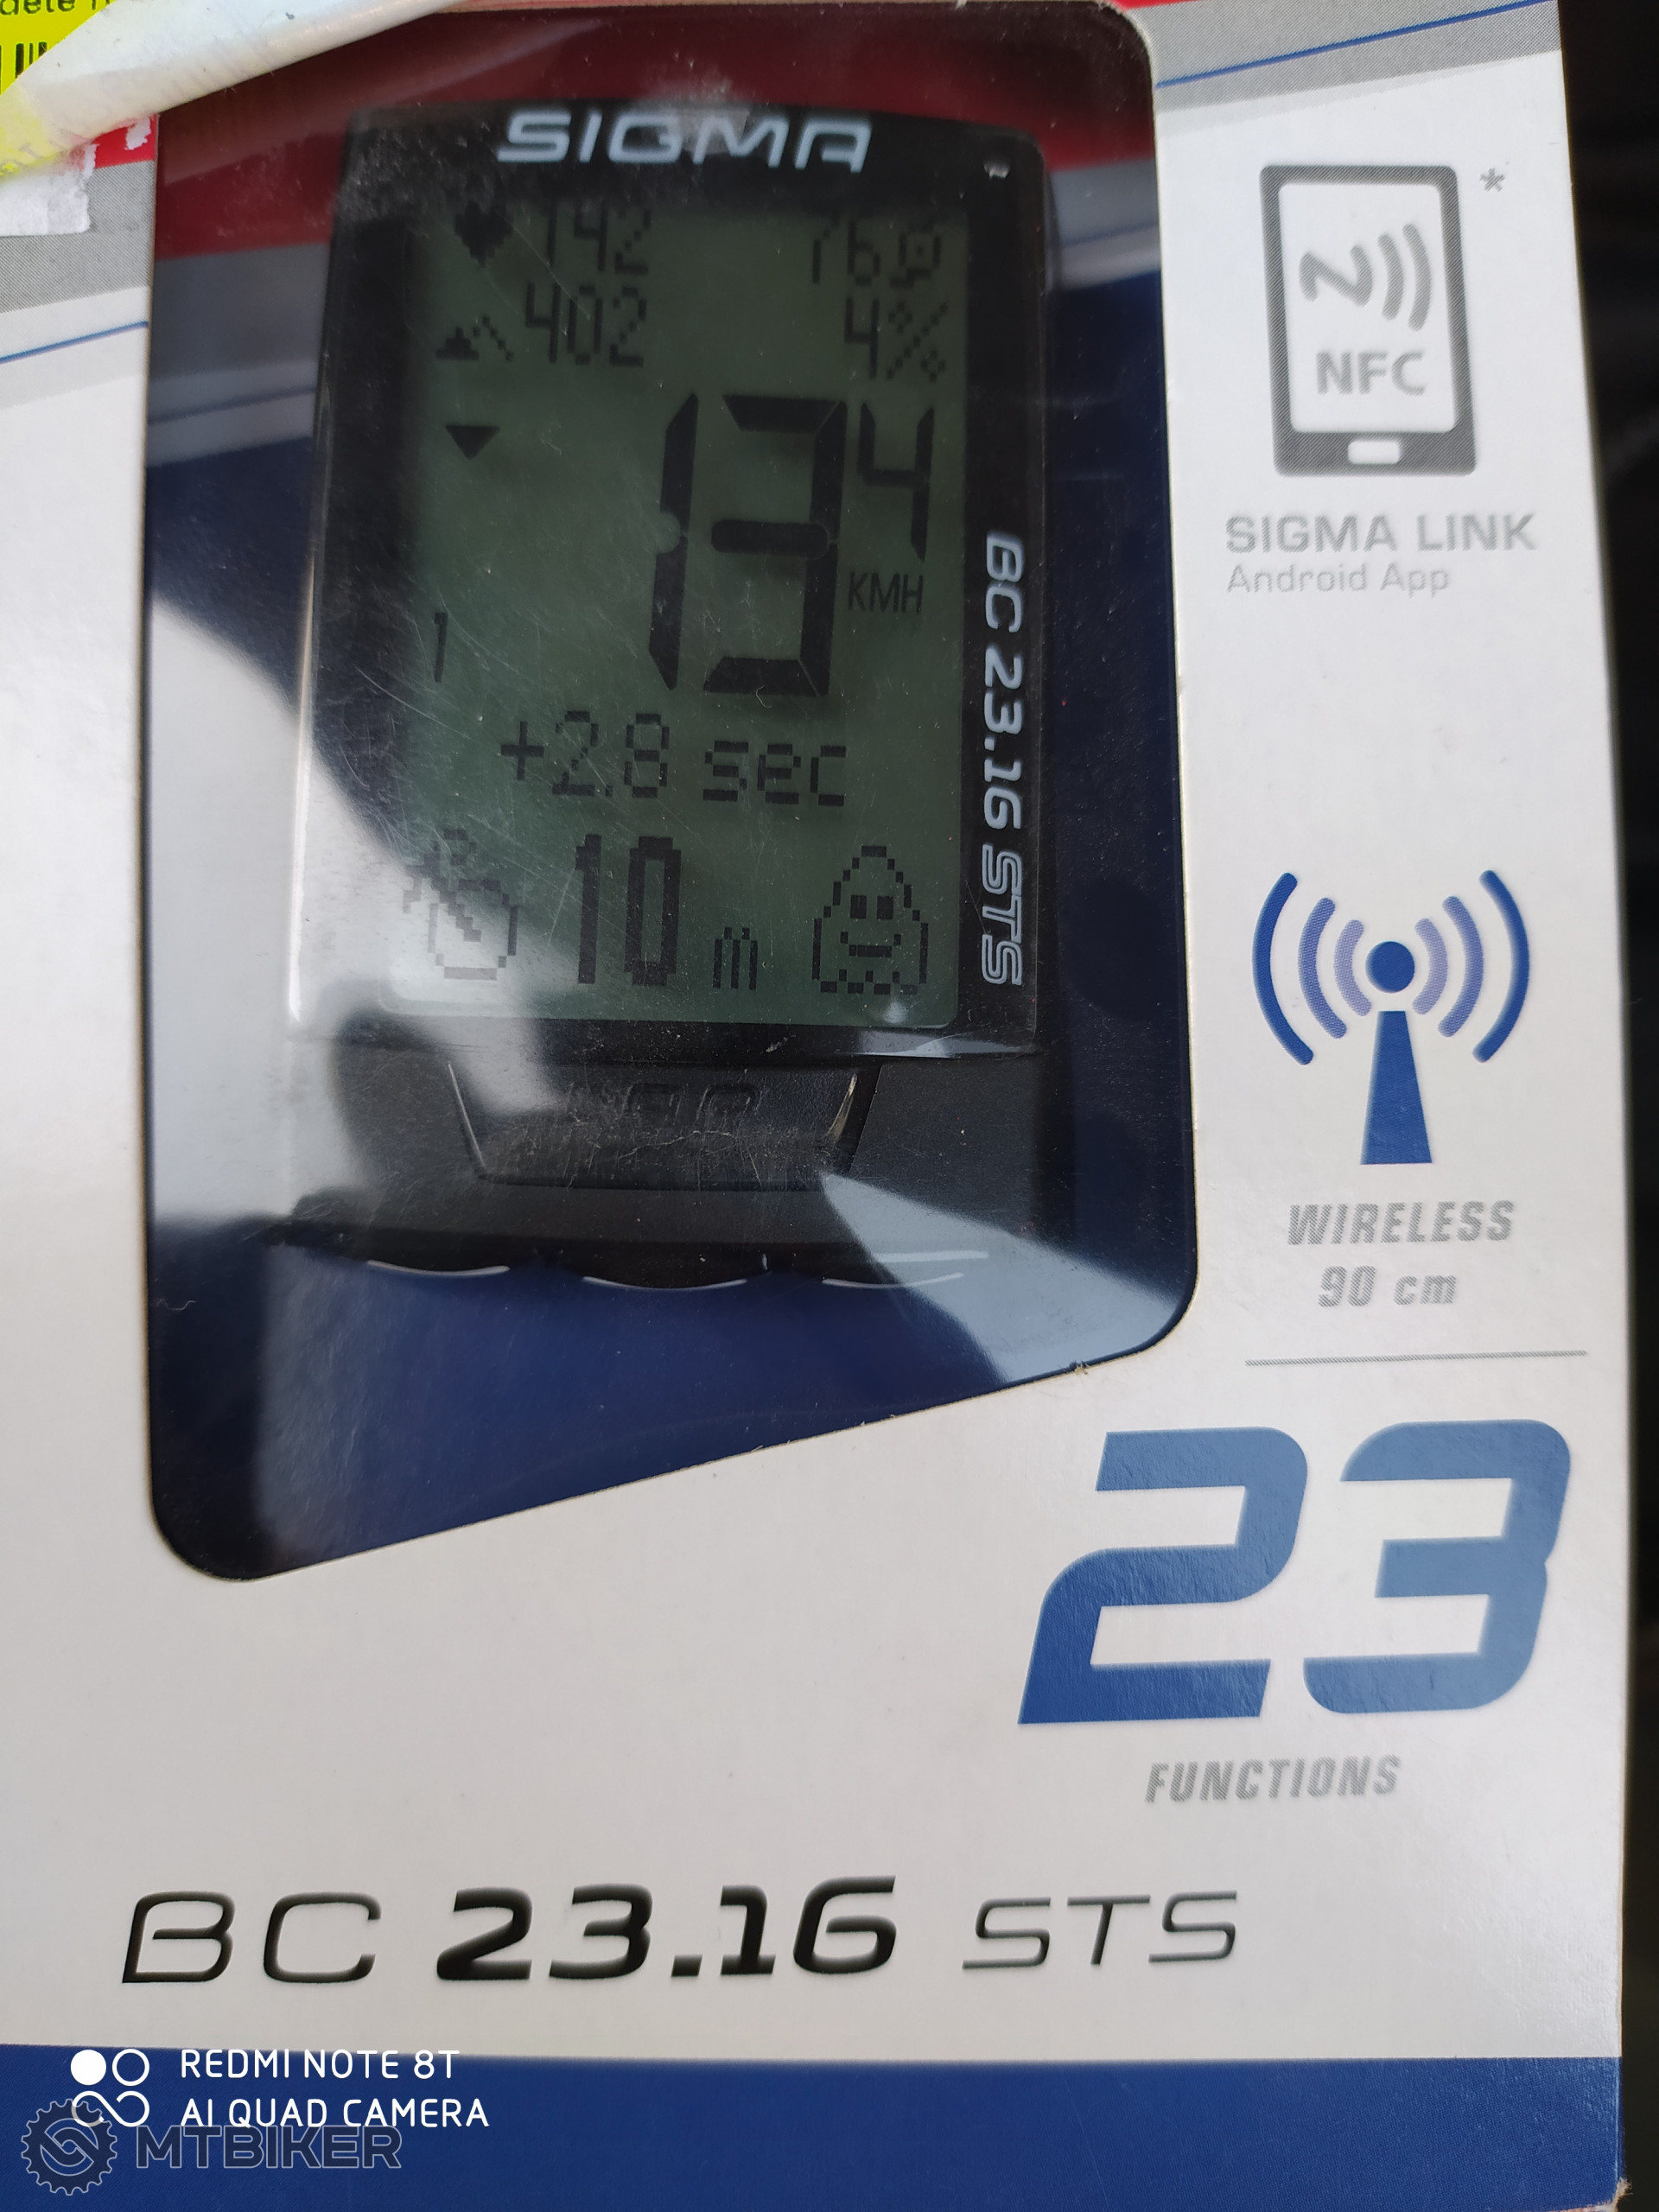 SIGMA
142 76
402 4%
134
KMH
1
+2.8 sec
10 m
BC 23.16 STS
*
NFC
SIGMA LINK
Android App
WIRELESS
90 cm
23
FUNCTIONS
BC 23.16 STS
REDMI NOTE 8T
AI QUAD CAMERA
MTBIKER